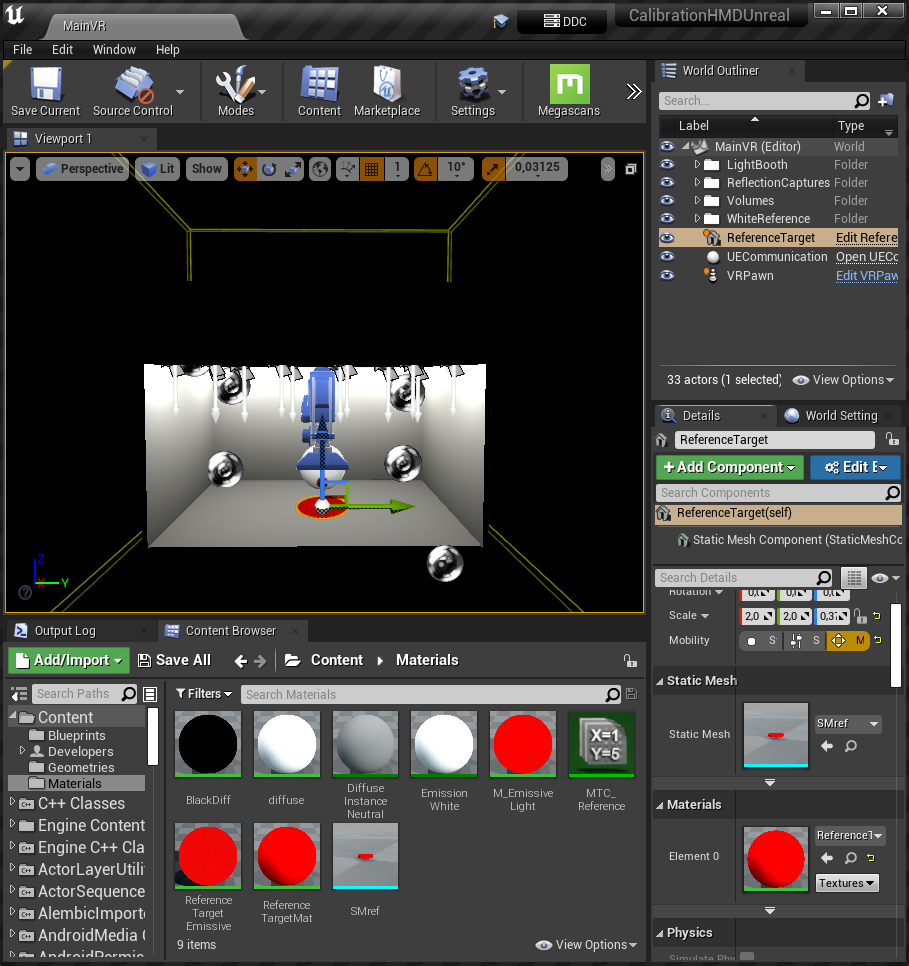 MainVR
DDC
CalibrationHMDUnreal
File Edit Window Help
Save Current
Source Control
Modes
Content
Marketplace
Settings
Megascans
Viewport 1
Perspective
Lit
Show
1
10°
0,03125
Z
X
Y
World Outliner
Search...
Label Type
MainVR (Editor) World
LightBooth Folder
ReflectionCaptures Folder
Volumes Folder
WhiteReference Folder
ReferenceTarget Edit Refere
UECommunication Open UECo
VRPawn Edit VRPaw
33 actors (1 selected)
View Options
Details
World Setting
ReferenceTarget
+Add Component
Edit
Search Components
ReferenceTarget(self)
Static Mesh Component (StaticMeshCo
Search Details
Rotation
Scale 2,0 2,0 0,37
Mobility S S M
Static Mesh
Static Mesh
SMref
Materials
Element 0
Textures
Physics
Simulate Phy
Output Log
Content Browser
Add/Import
Save All
Content
Materials
Search Paths
Filters
Search Materials
Content
Blueprints
Developers
Geometries
Materials
C++ Classes
Engine Content
Engine C++ Cla
ActorLayerUtili
ActorSequence
AlembicImporte
AndroidMedia
AndroidPermis
BlackDiff
diffuse
Diffuse
Instance
Neutral
Emission
White
M_Emissive
Light
X=1
Y=5
MTC_
Reference
Reference
Target
Emissive
Reference
TargetMat
SMref
9 items
View Options